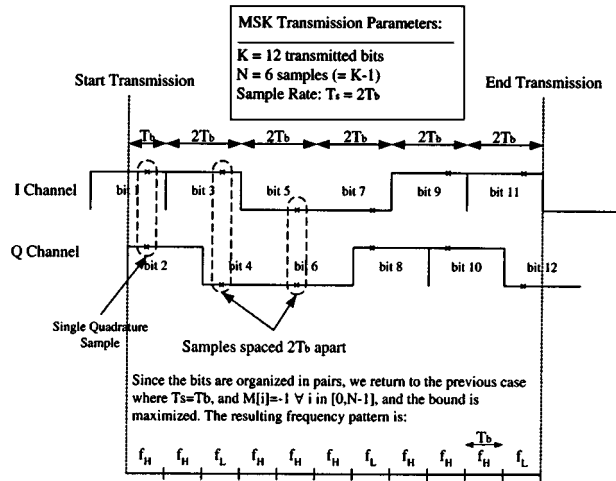 MSK Transmission Parameters:
K = 12 transmitted bits
N = 6 samples (= K-1)
Sample Rate: Ts = 2Tb
Start Transmission
End Transmission
Tb 2Tb 2Tb 2Tb 2Tb 2Tb
I Channel
bit 1 bit 3 bit 5 bit 7 bit 9 bit 11
Q Channel
bit 2 bit 4 bit 6 bit 8 bit 10 bit 12
Single Quadrature
Sample
Samples spaced 2Tb apart
Since the bits are organized in pairs, we return to the previous case
where Ts=Tb, and M[i]=-1 ∀ i in [0,N-1], and the bound is
maximized. The resulting frequency pattern is:
Tb
fH fH fL fH fH fH fL fH fH fH fL